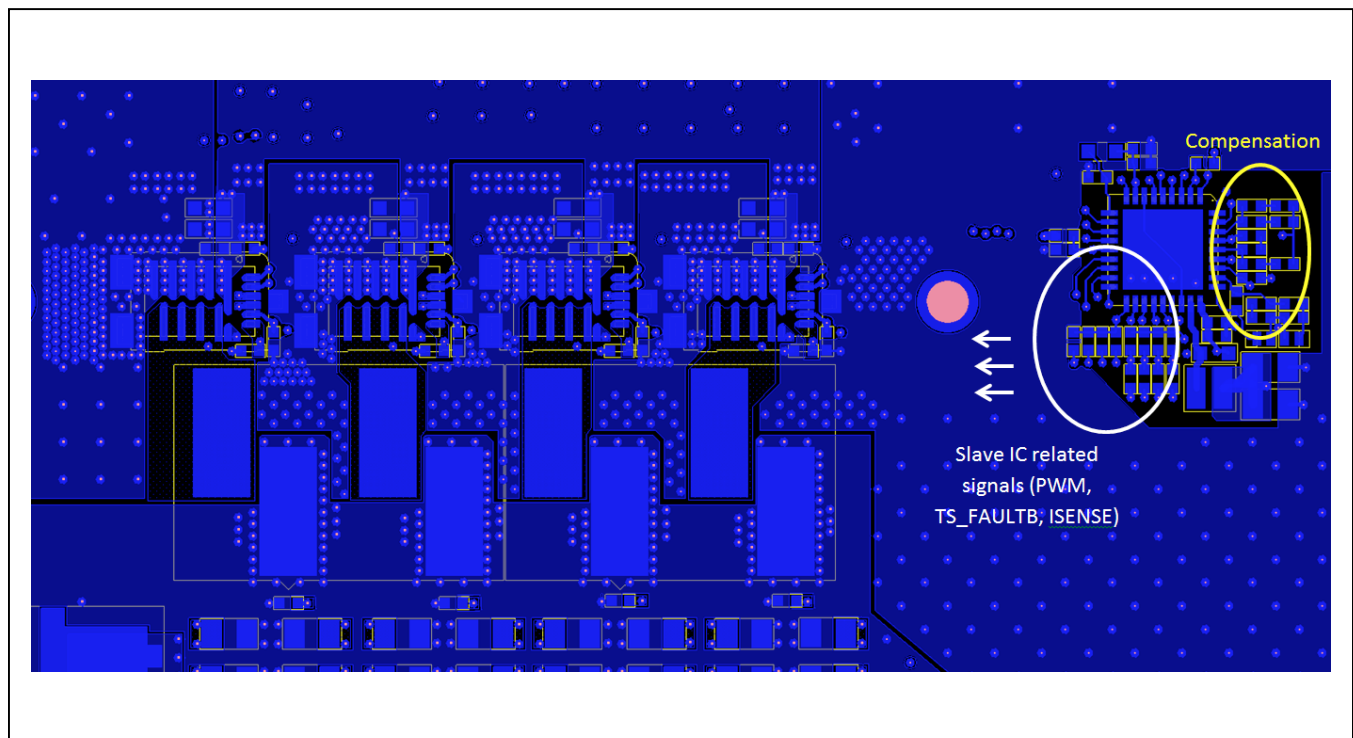 Compensation
Slave IC related
signals (PWM,
TS_FAULTB, ISENSE)